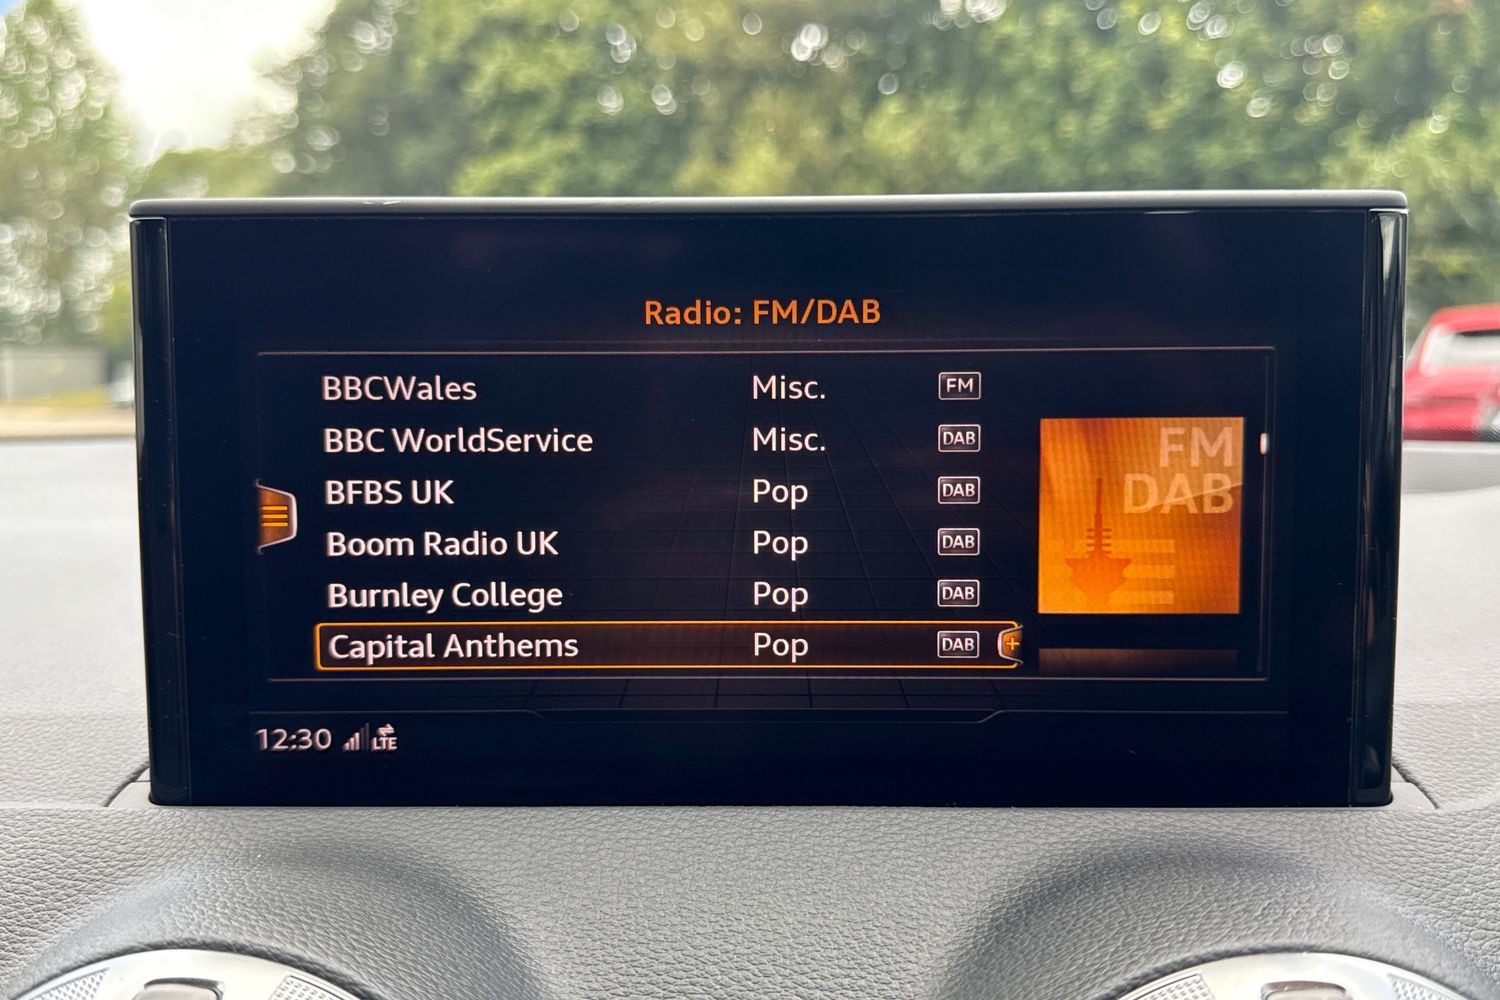 Radio: FM/DAB
BBCWales Misc. FM
BBC WorldService Misc. DAB
BFBS UK Pop DAB
Boom Radio UK Pop DAB
Burnley College Pop DAB
Capital Anthems Pop DAB +
FM
DAB
12:30 LTE